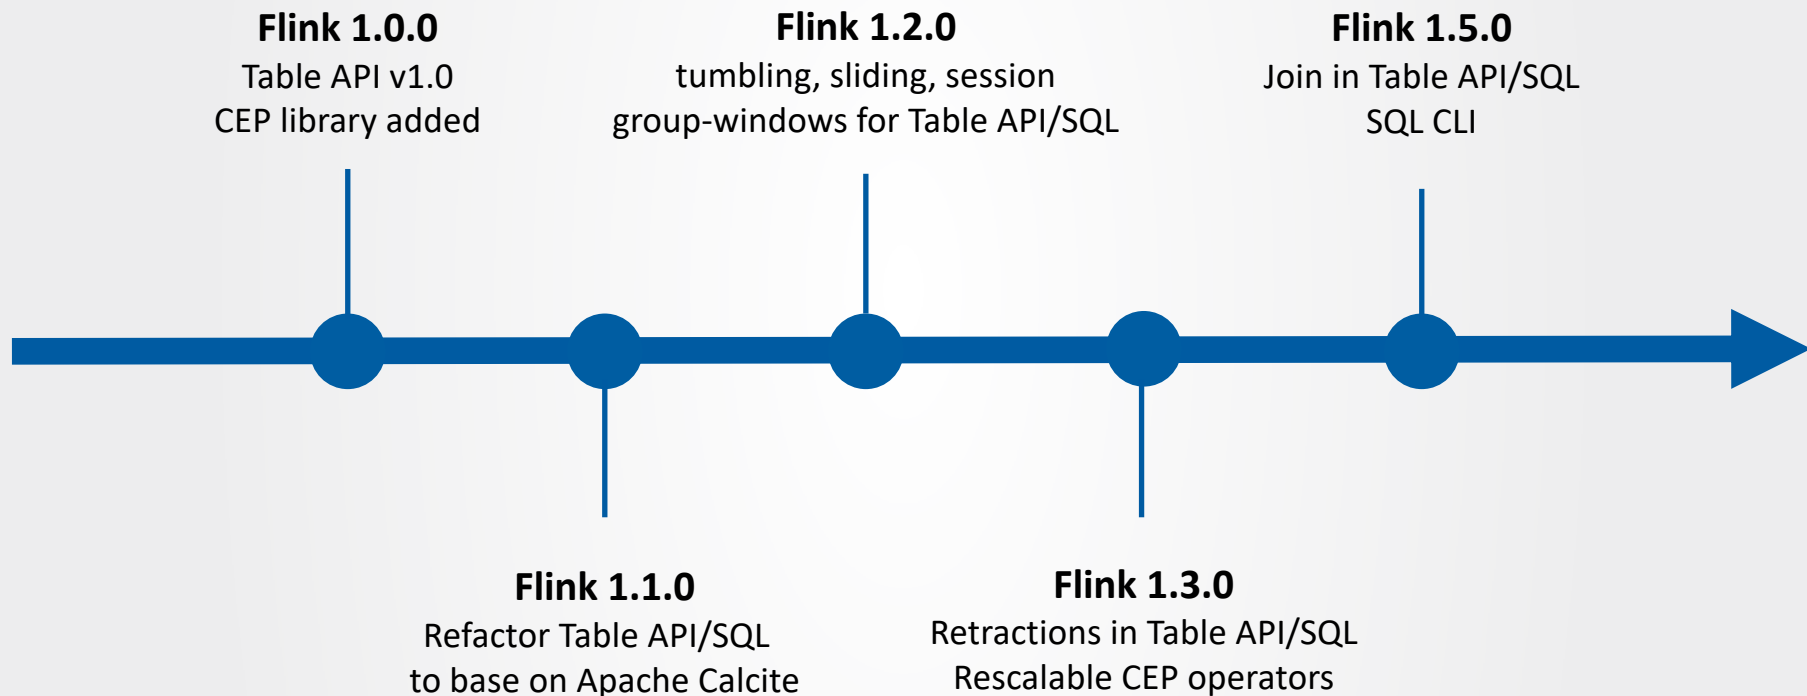 Flink 1.0.0
Table API v1.0
CEP library added
Flink 1.2.0
tumbling, sliding, session
group-windows for Table API/SQL
Flink 1.5.0
Join in Table API/SQL
SQL CLI
Flink 1.1.0
Refactor Table API/SQL
to base on Apache Calcite
Flink 1.3.0
Retractions in Table API/SQL
Rescalable CEP operators